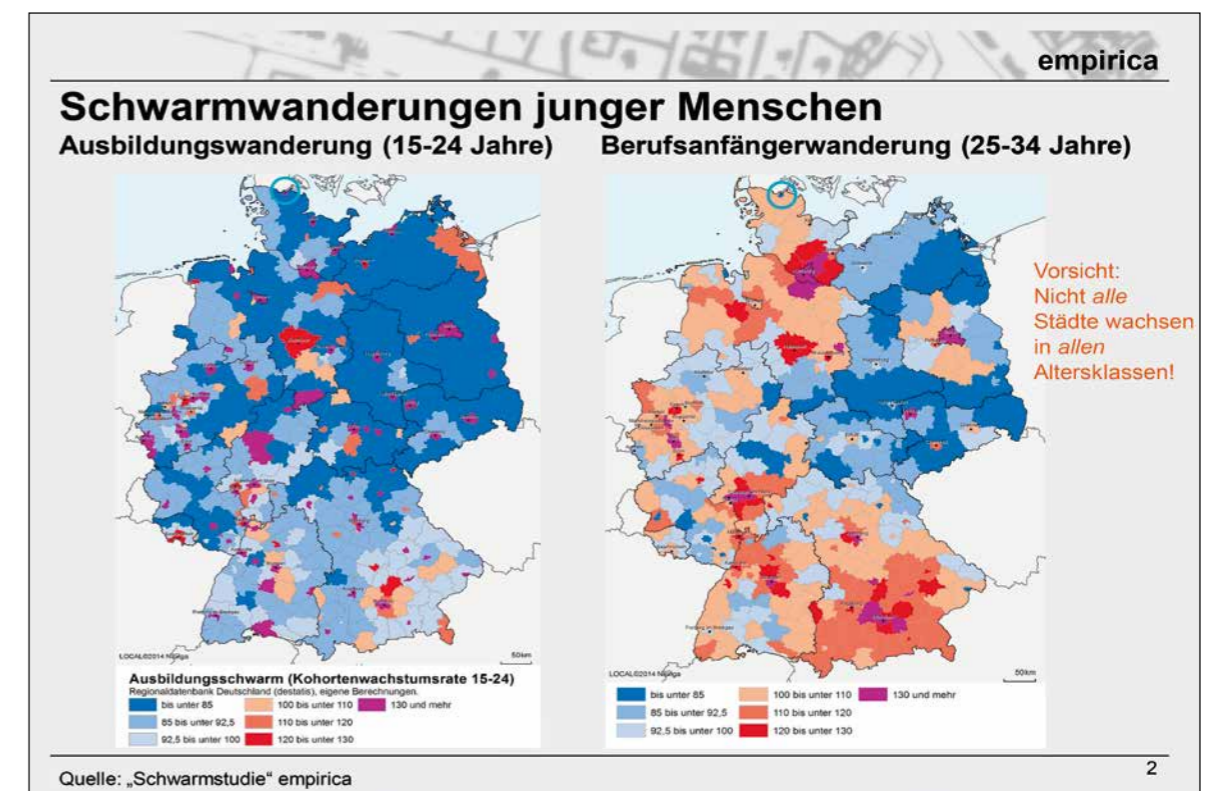 empirica
Schwarmwanderungen junger Menschen
Ausbildungswanderung (15-24 Jahre)
Berufsanfängerwanderung (25-34 Jahre)
Vorsicht:
Nicht alle
Städte wachsen
in allen
Altersklassen!
50km
Ausbildungsschwarm (Kohortenwachstumsrate 15-24)
Regionaldatenbank Deutschland (destatis), eigene Berechnungen.
bis unter 85
100 bis unter 110
130 und mehr
85 bis unter 92,5
110 bis unter 120
92,5 bis unter 100
120 bis unter 130
50km
bis unter 85
100 bis unter 110
130 und mehr
85 bis unter 92,5
110 bis unter 120
92,5 bis unter 100
120 bis unter 130
Quelle: „Schwarmstudie“ empirica
2